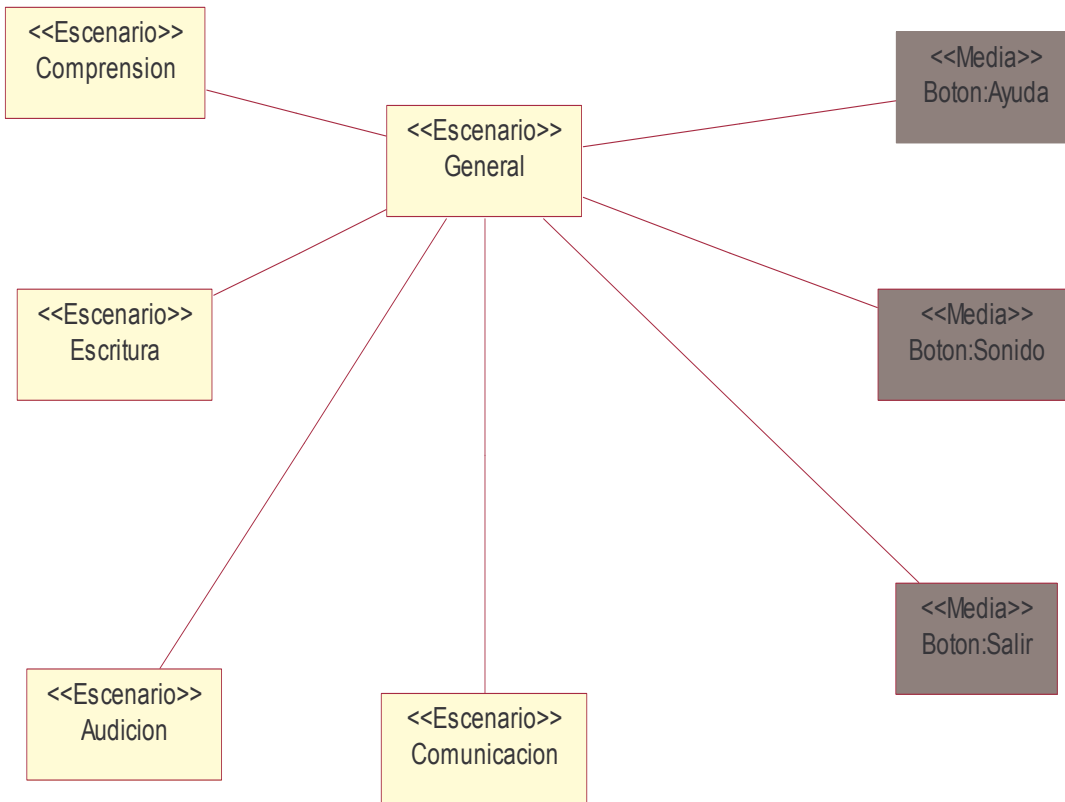 <<Escenario>>
Comprension
<<Media>>
Boton:Ayuda
<<Escenario>>
General
<<Escenario>>
Escritura
<<Media>>
Boton:Sonido
<<Media>>
Boton:Salir
<<Escenario>>
Audicion
<<Escenario>>
Comunicacion